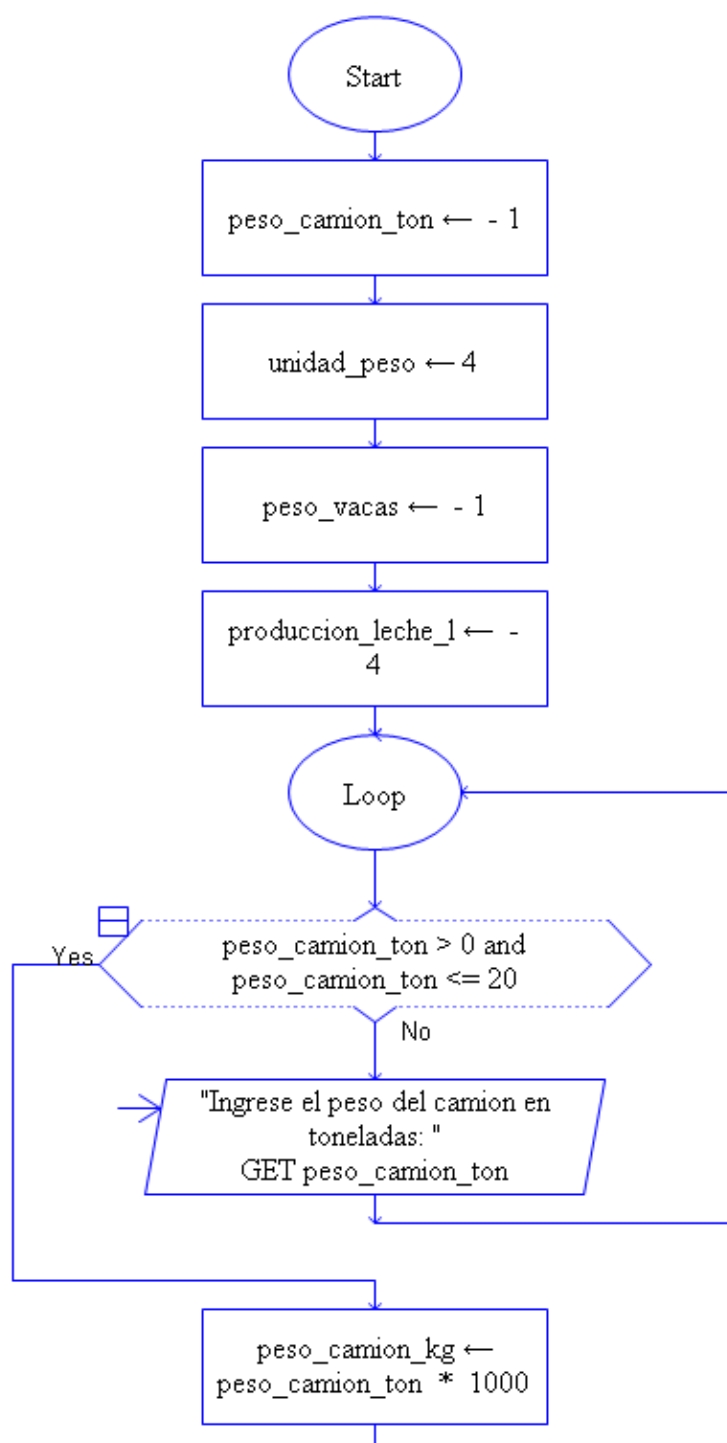 Start
peso_camion_ton ← - 1
unidad_peso ← 4
peso_vacas ← - 1
produccion_leche_l ← -
4
Loop
peso_camion_ton > 0 and
peso_camion_ton <= 20
Yes
No
"Ingrese el peso del camion en
toneladas: "
GET peso_camion_ton
peso_camion_kg ←
peso_camion_ton * 1000